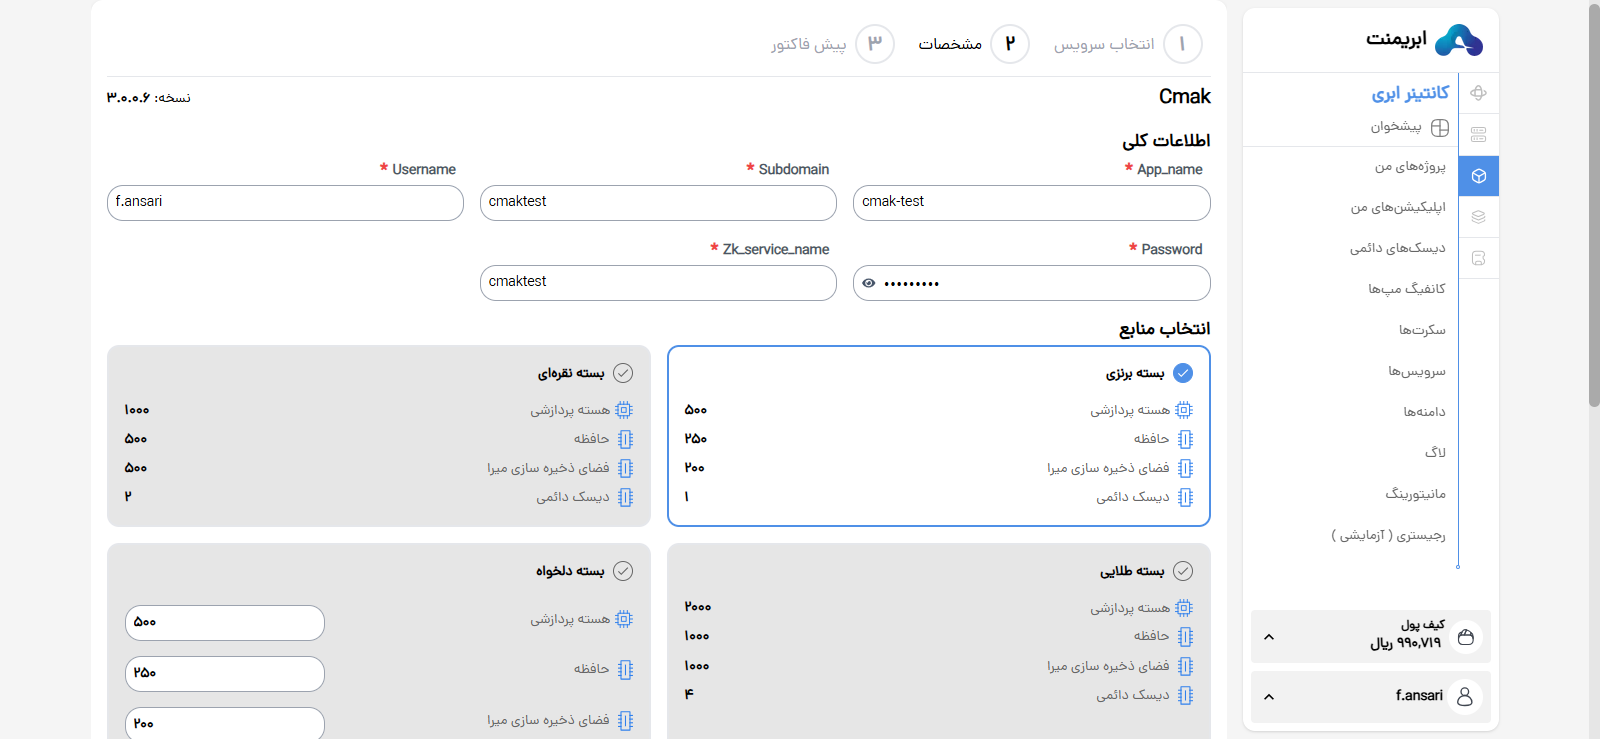 ابریمنت
کانتینر ابری
پیشخوان
پروژه‌های من
اپلیکیشن‌های من
دیسک‌های دائمی
کانفیگ مپ‌ها
سکرت‌ها
سرویس‌ها
دامنه‌ها
لاگ
مانیتورینگ
رجیستری ( آزمایشی )
کیف پول
۹۹۰,۷۱۹ ریال
f.ansari
۱ انتخاب سرویس ۲ مشخصات ۳ پیش فاکتور
Cmak
نسخه: ۳.۰.۰.۶
اطلاعات کلی
* App_name
cmak-test
* Subdomain
cmaktest
* Username
f.ansari
* Password
•••••••••
* Zk_service_name
cmaktest
انتخاب منابع
بسته برنزی
هسته پردازشی ۵۰۰
حافظه ۲۵۰
فضای ذخیره سازی میرا ۲۰۰
دیسک دائمی ۱
بسته نقره‌ای
هسته پردازشی ۱۰۰۰
حافظه ۵۰۰
فضای ذخیره سازی میرا ۵۰۰
دیسک دائمی ۲
بسته طلایی
هسته پردازشی ۲۰۰۰
حافظه ۱۰۰۰
فضای ذخیره سازی میرا ۱۰۰۰
دیسک دائمی ۴
بسته دلخواه
هسته پردازشی ۵۰۰
حافظه ۲۵۰
فضای ذخیره سازی میرا ۲۰۰